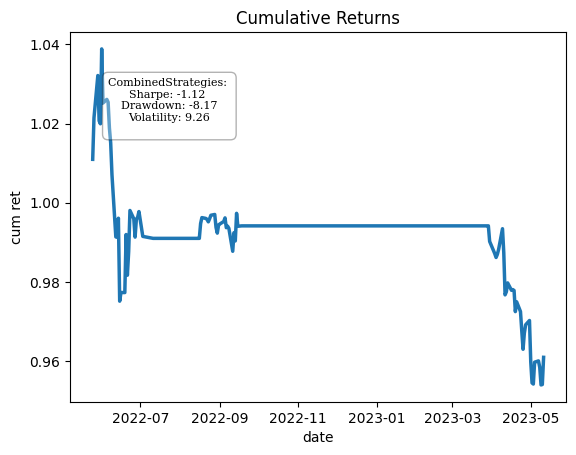 Cumulative Returns
1.04
1.02
1.00
0.98
0.96
cum ret
CombinedStrategies:
Sharpe: -1.12
Drawdown: -8.17
Volatility: 9.26
2022-07
2022-09
2022-11
2023-01
2023-03
2023-05
date